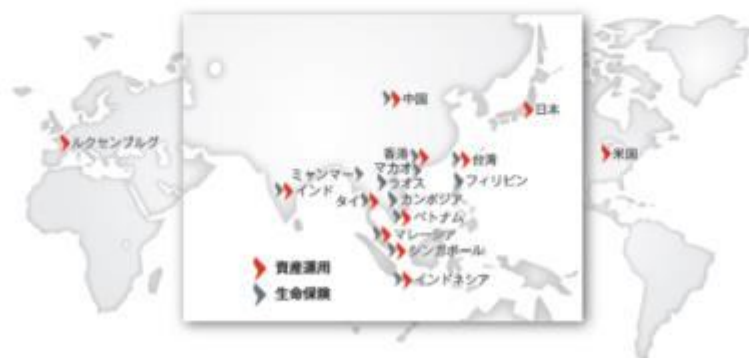 中国
日本
ルクセンブルグ
香港
台湾
米国
マカオ
ミャンマー
ラオス
フィリピン
インド
タイ
カンボジア
ベトナム
マレーシア
シンガポール
資産運用
インドネシア
生命保険